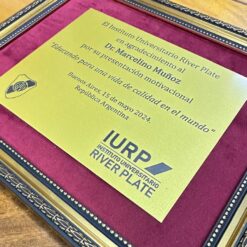 El Instituto Universitario River Plate
en agradecimiento al
Dr. Marcelino Muñoz
por su presentación motivacional
"Educando para una vida de calidad en el mundo"
Buenos Aires, 15 de mayo 2024,
República Argentina
IURP
INSTITUTO UNIVERSITARIO
RIVER PLATE